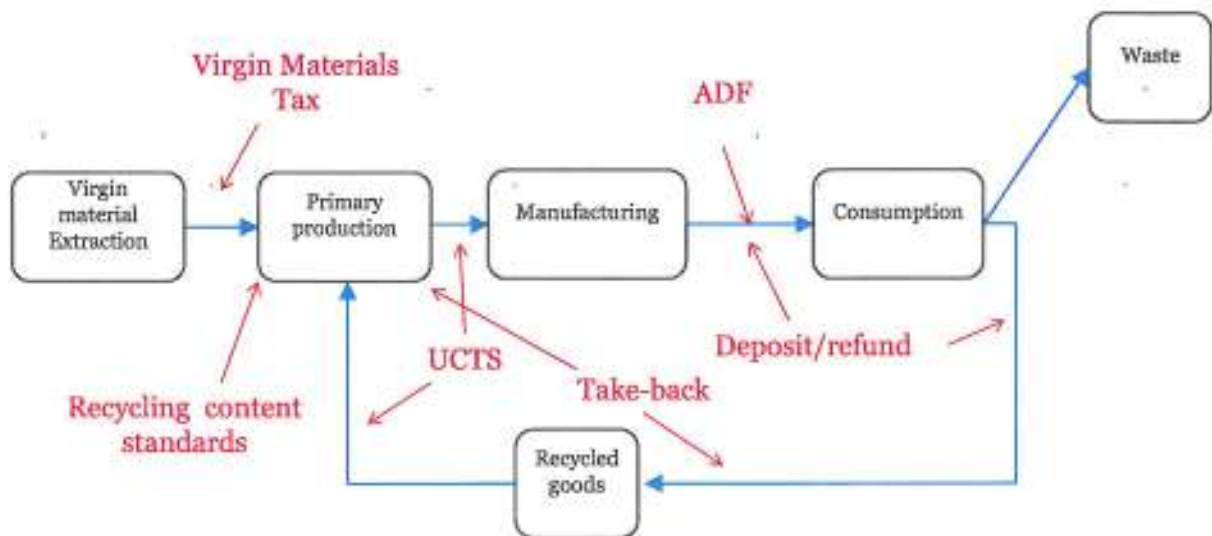 Waste
Virgin Materials
Tax
ADF
Virgin
material
Extraction
Primary
production
Manufacturing
Consumption
UCTS
Deposit/refund
Take-back
Recycling content
standards
Recycled
goods